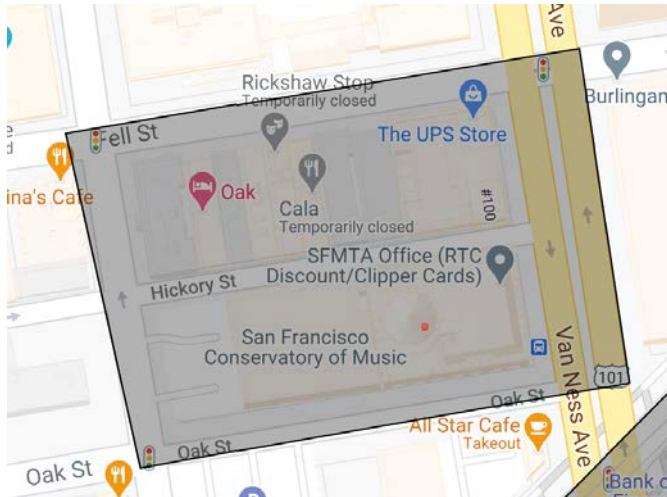 Ave
Ave
Rickshaw Stop
Temporarily closed
Burlingan
Fell St
The UPS Store
ina's Cafe
Oak
#100
Cala
Temporarily closed
SFMTA Office (RTC
Discount/Clipper Cards)
Hickory St
San Francisco
Conservatory of Music
Van Ness Ave
101
Oak St
All Star Cafe
Takeout
Oak St
Oak St
Bank o